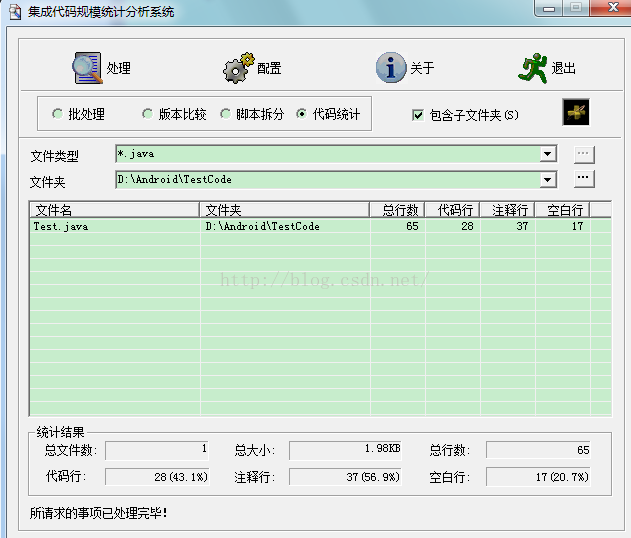 集成代码规模统计分析系统
处理 配置 关于 退出
批处理 版本比较 脚本拆分 代码统计 包含子文件夹(S)
文件类型 *.java ...
文件夹 D:\Android\TestCode ...
文件名 文件夹 总行数 代码行 注释行 空白行
Test.java D:\Android\TestCode 65 28 37 17
http://blog.csdn.net/
统计结果
总文件数: 1 总大小: 1.98KB 总行数: 65
代码行: 28(43.1%) 注释行: 37(56.9%) 空白行: 17(20.7%)
所请求的事项已处理完毕!